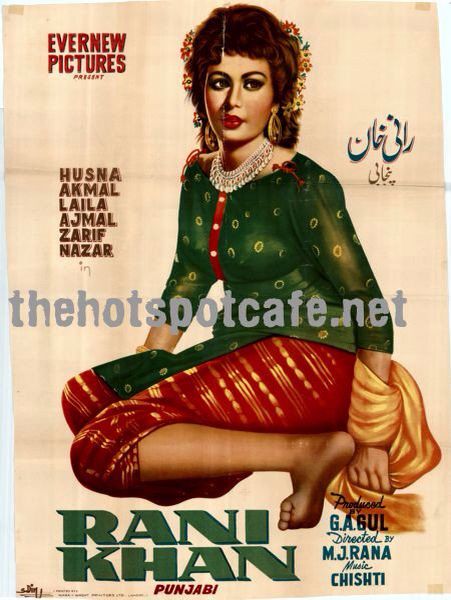 EVERNEW
PICTURES
PRESENT
رانی خان
پنجابی
HUSNA
AKMAL
LAILA
AJMAL
ZARIF
NAZAR
in
thehotspotcafe.net
Produced
BY
G.A.GUL
Directed BY
M.J.RANA
Music
CHISHTI
RANI
KHAN
PUNJABI